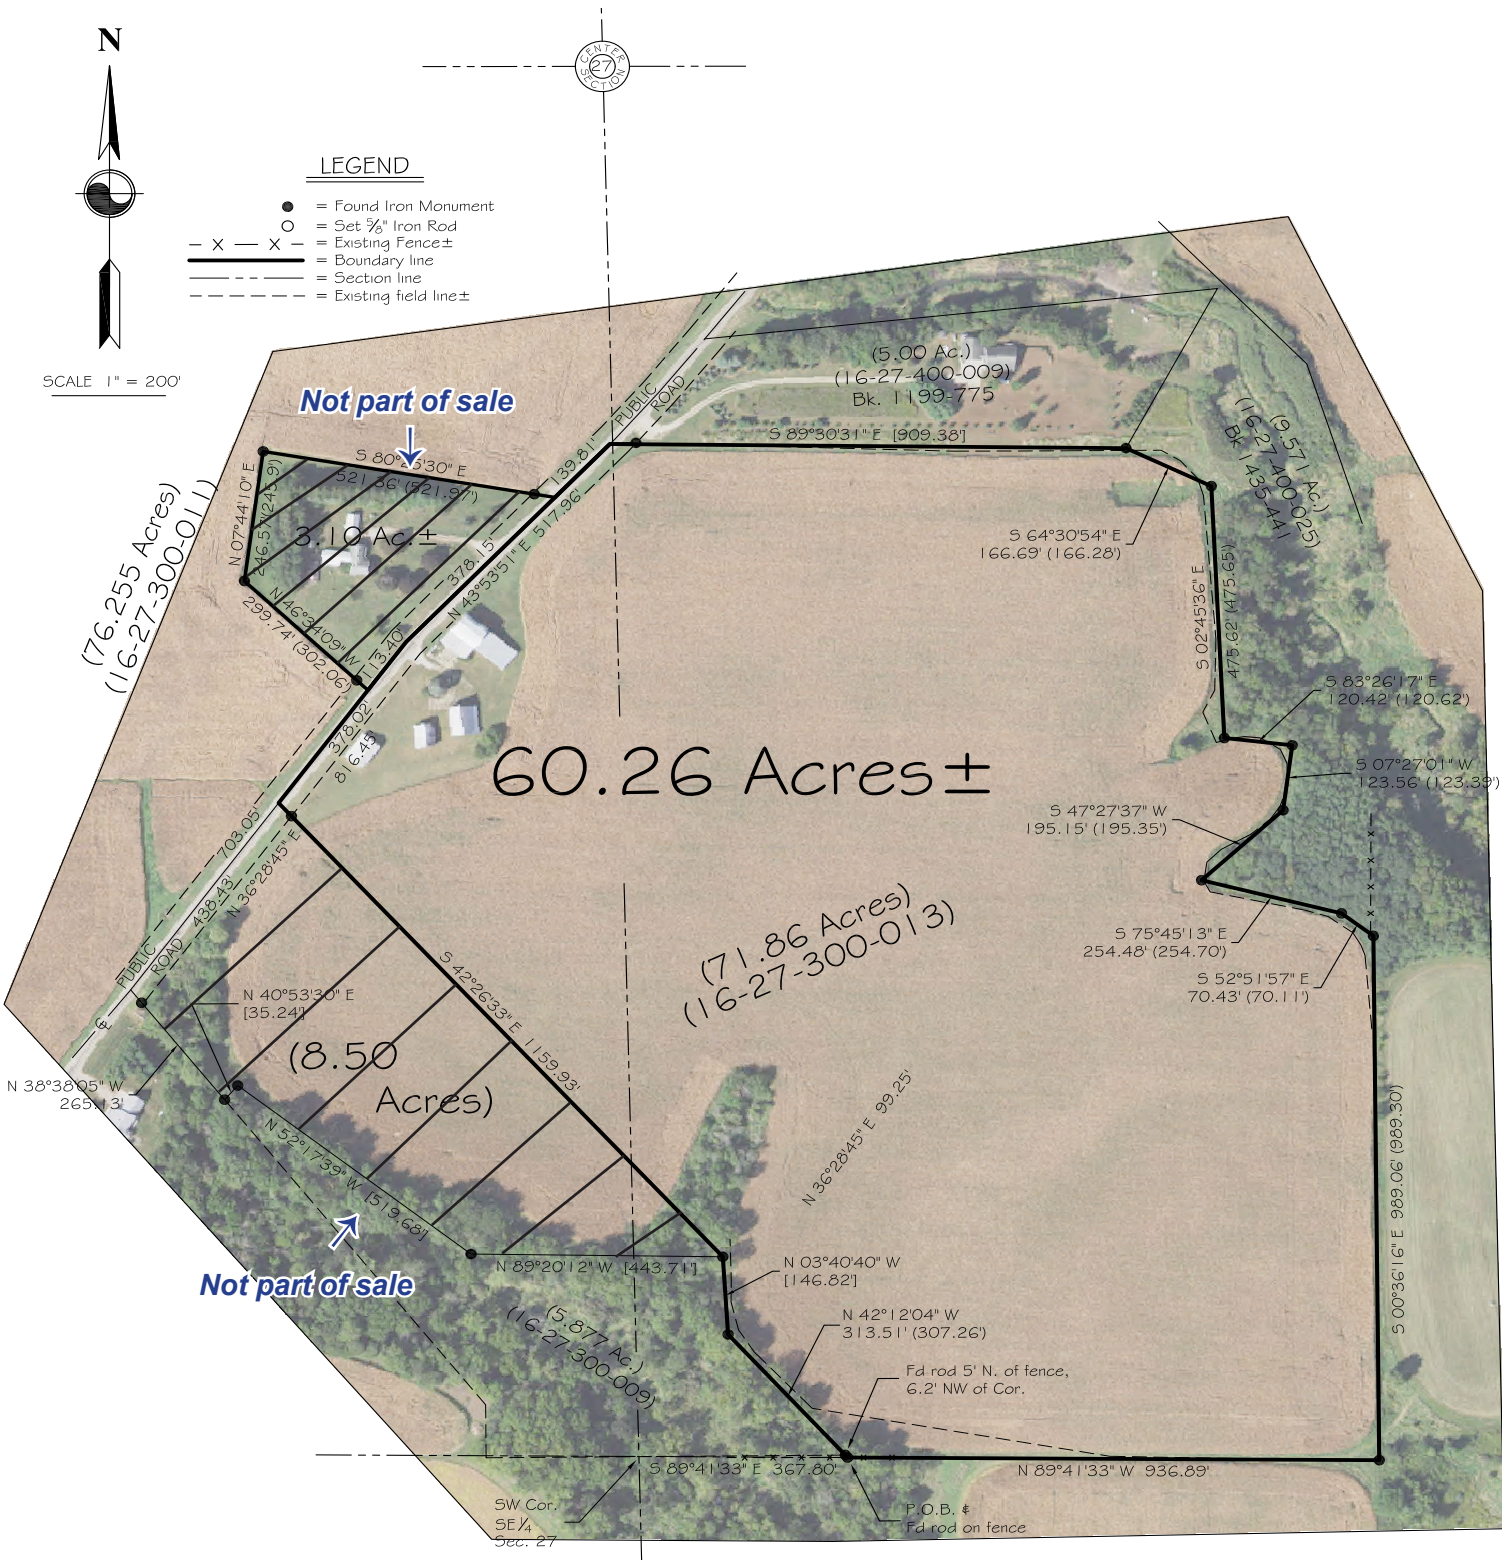 N
CENTER
27
SECTION
LEGEND
= Found Iron Monument
= Set 5/8" Iron Rod
- X — X - = Existing Fence±
= Boundary line
= Section line
= Existing field line±
SCALE 1" = 200'
Not part of sale
PUBLIC
ROAD
(5.00 Ac.)
(16-27-400-009)
Bk. 1199-775
S 89°30'31" E [909.38']
(9.571 Ac.)
(16-27-400-025)
Bk 1435-441
S 80°25'30" E
521.36' (521.97')
139.81'
N 07°44'10" E
246.57'(245.9')
3.10 Ac.±
378.15'
N 43°53'51" E 517.96'
S 64°30'54" E
166.69' (166.28')
(76.255 Acres)
(16-27-300-011)
N 46°34'09" W
299.74' (302.06')
113.40'
S 02°45'36" E
475.62' (475.65')
S 83°26'17" E
120.42' (120.62')
378.02'
816.45'
60.26 Acres±
S 07°27'01" W
123.56' (123.39')
S 47°27'37" W
195.15' (195.35')
703.05'
438.43'
N 36°28'45" E
(71.86 Acres)
(16-27-300-013)
S 75°45'13" E
254.48' (254.70')
S 52°51'57" E
70.43' (70.11')
PUBLIC
ROAD
S 42°26'33" E 1159.93'
N 40°53'30" E
[35.24']
(8.50
Acres)
N 38°38'05" W
265.13'
N 36°28'45" E 99.25'
S 00°36'16" E 989.06' (989.30')
N 52°17'39" W [519.68']
Not part of sale
N 89°20'12" W [443.71']
N 03°40'40" W
[146.82']
(5.877 Ac.)
(16-27-300-009)
N 42°12'04" W
313.51' (307.26')
Fd rod 5' N. of fence,
6.2' NW of Cor.
S 89°41'33" E 367.80'
N 89°41'33" W 936.89'
SW Cor.
SE 1/4
Sec. 27
P.O.B. &
Fd rod on fence